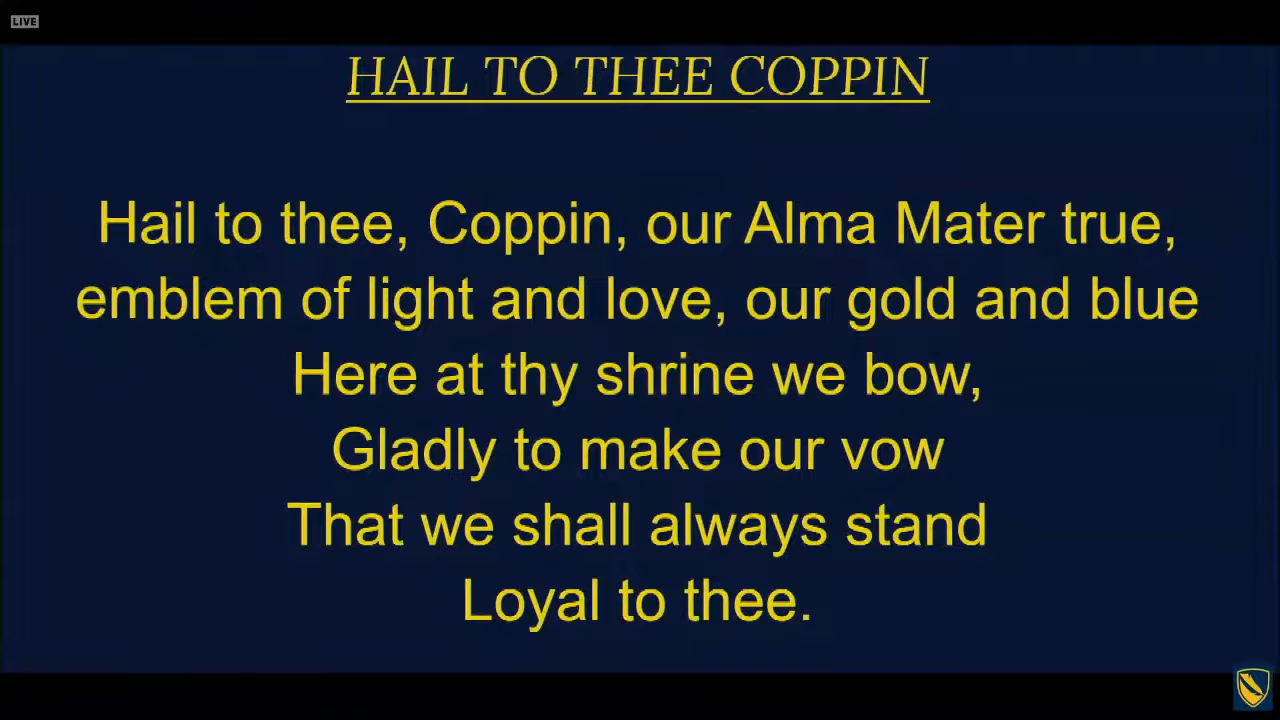 LIVE
HAIL TO THEE COPPIN
Hail to thee, Coppin, our Alma Mater true,
emblem of light and love, our gold and blue
Here at thy shrine we bow,
Gladly to make our vow
That we shall always stand
Loyal to thee.